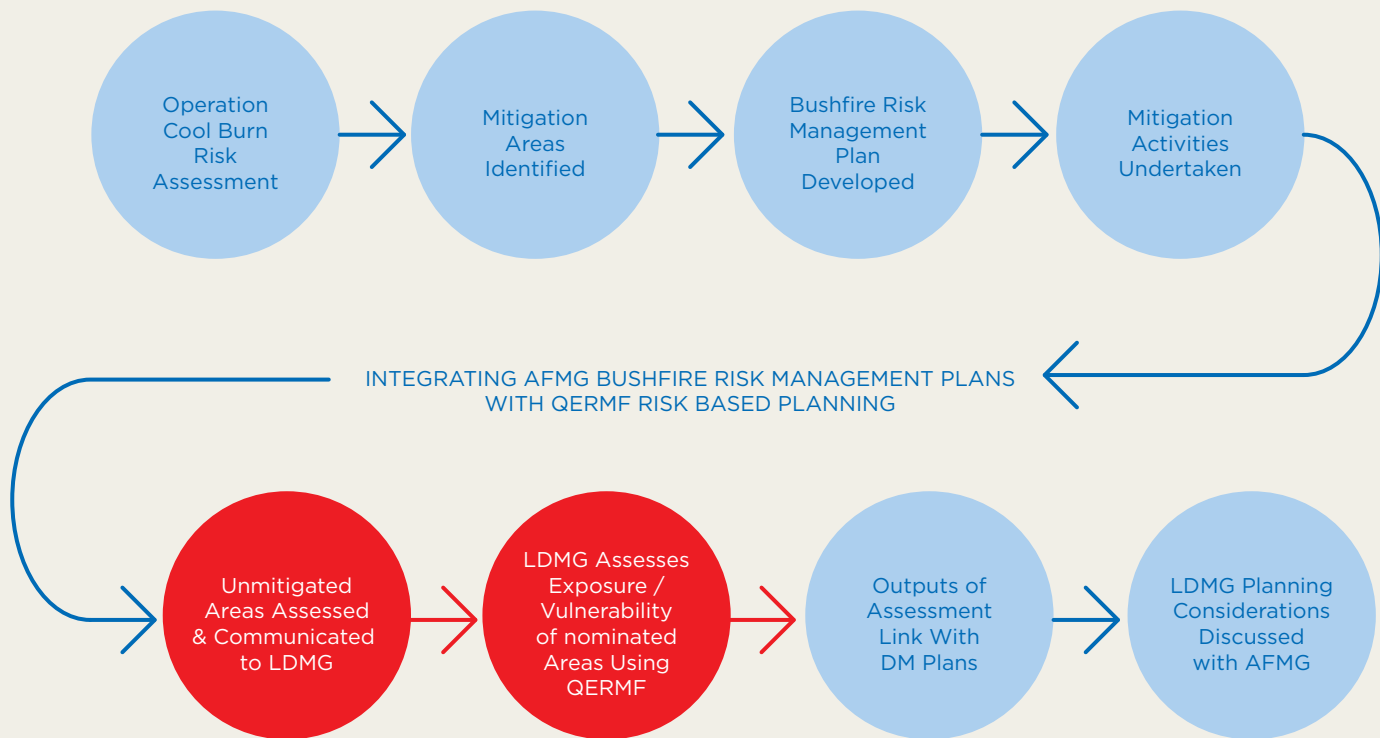 Operation
Cool Burn
Risk
Assessment
Mitigation
Areas
Identified
Bushfire Risk
Management
Plan
Developed
Mitigation
Activities
Undertaken
INTEGRATING AFMG BUSHFIRE RISK MANAGEMENT PLANS
WITH QERMF RISK BASED PLANNING
Unmitigated
Areas Assessed
& Communicated
to LDMG
LDMG Assesses
Exposure /
Vulnerability
of nominated
Areas Using
QERMF
Outputs of
Assessment
Link With
DM Plans
LDMG Planning
Considerations
Discussed
with AFMG